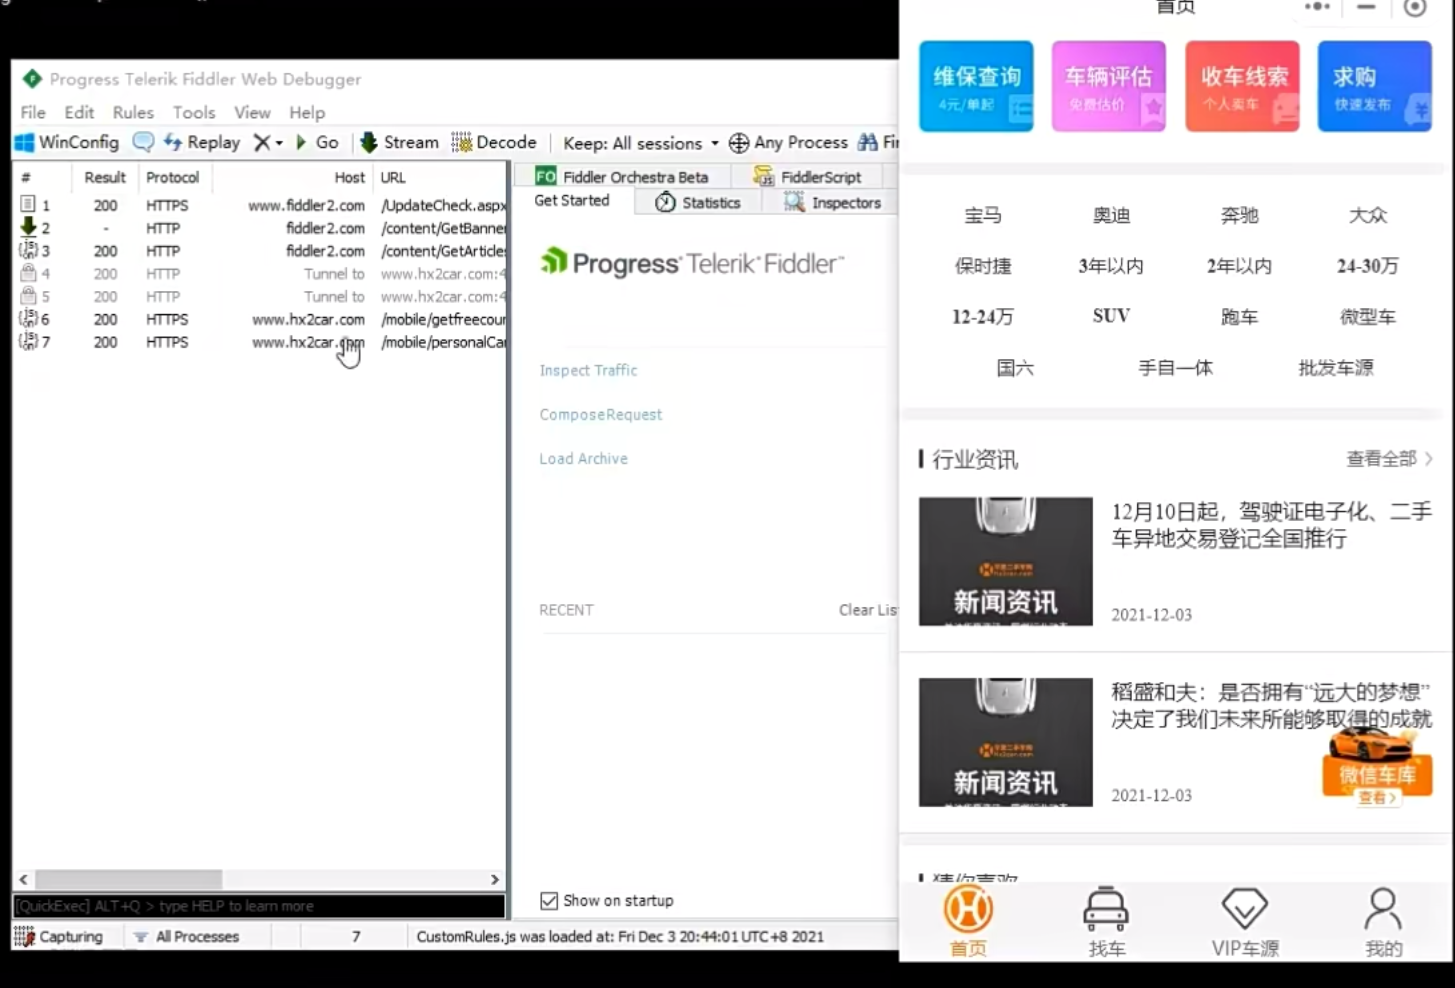 Progress Telerik Fiddler Web Debugger
File Edit Rules Tools View Help
WinConfig Replay Go Stream Decode Keep: All sessions Any Process
# Result Protocol Host URL
1 200 HTTPS www.fiddler2.com /UpdateCheck.aspx
2 - HTTP fiddler2.com /content/GetBanne
3 200 HTTP fiddler2.com /content/GetArticle
4 200 HTTP Tunnel to www.hx2car.com:4
5 200 HTTP Tunnel to www.hx2car.com:4
6 200 HTTPS www.hx2car.com /mobile/getfreecour
7 200 HTTPS www.hx2car.com /mobile/personalCa
[QuickExec] ALT+Q > type HELP to learn more
Capturing All Processes 7 CustomRules.js was loaded at: Fri Dec 3 20:44:01 UTC+8 2021
FO Fiddler Orchestra Beta FiddlerScript
Get Started Statistics Inspectors
Progress Telerik Fiddler
Inspect Traffic
Compose Request
Load Archive
RECENT Clear Lis
Show on startup
首页
维保查询 车辆评估 收车线索 求购
4元/单起 免费估价 个人卖车 快速发布
宝马 奥迪 奔驰 大众
保时捷 3年以内 2年以内 24-30万
12-24万 SUV 跑车 微型车
国六 手自一体 批发车源
行业资讯 查看全部
12月10日起，驾驶证电子化、二手
车异地交易登记全国推行
新闻资讯
2021-12-03
稻盛和夫：是否拥有“远大的梦想”
决定了我们未来所能够取得的成就
新闻资讯
2021-12-03
微信车库
查看
首页 找车 VIP车源 我的